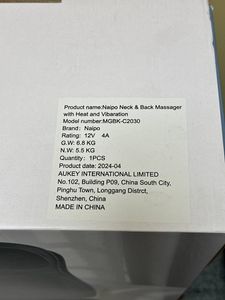 Product name:Naipo Neck & Back Massager
with Heat and Vibaration
Model number:MGBK-C2030
Brand: Naipo
Rating: 12V 4A
G.W: 6.8 KG
N.W: 5.5 KG
Quantity: 1PCS
Product date: 2024-04
AUKEY INTERNATIONAL LIMITED
No.102, Building P09, China South City,
Pinghu Town, Longgang Distrct,
Shenzhen, China
MADE IN CHINA